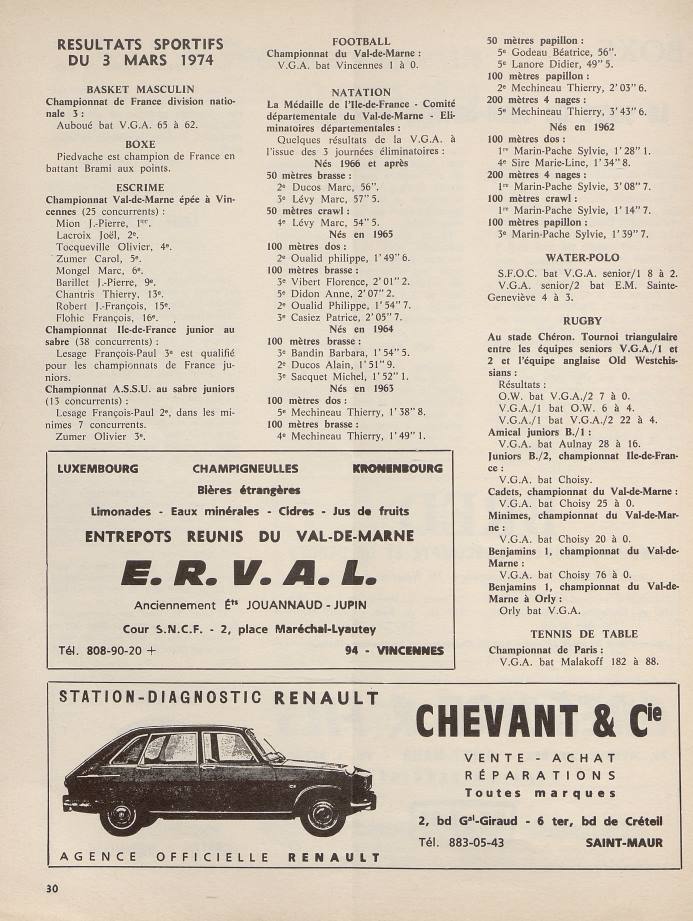 RESULTATS SPORTIFS
DU 3 MARS 1974
BASKET MASCULIN
Championnat de France division natio-
nale 3 :
Auboué bat V.G.A. 65 à 62.
BOXE
Piedvache est champion de France en
battant Brami aux points.
ESCRIME
Championnat Val-de-Marne épée à Vin-
cennes (25 concurrents) :
Mion J.-Pierre, 1er.
Lacroix Joël, 2e.
Tocqueville Olivier, 4e.
Zumer Carol, 5e.
Mongel Marc, 6e.
Barillet J.-Pierre, 9e.
Chantris Thierry, 13e.
Robert J.-François, 15e.
Flohic François, 16e.
Championnat Ile-de-France junior au
sabre (38 concurrents) :
Lesage François-Paul 3e est qualifié
pour les championnats de France ju-
niors.
Championnat A.S.S.U. au sabre juniors
(13 concurrents) :
Lesage François-Paul 2e, dans les mi-
nimes 7 concurrents.
Zumer Olivier 3e.
FOOTBALL
Championnat du Val-de-Marne :
V.G.A. bat Vincennes 1 à 0.
NATATION
La Médaille de l'Ile-de-France - Comité
départementale du Val-de-Marne - Eli-
minatoires départementales :
Quelques résultats de la V.G.A. à
l'issue des 3 journées éliminatoires :
Nés 1966 et après
50 mètres brasse :
2e Ducos Marc, 56".
3e Lévy Marc, 57"5.
50 mètres crawl :
4e Lévy Marc, 54"5.
Nés en 1965
100 mètres dos :
2e Oualid philippe, 1'49"6.
100 mètres brasse :
3e Vibert Florence, 2'01"2.
5e Didon Anne, 2'07"2.
2e Oualid Philippe, 1'54"7.
3e Casiez Patrice, 2'05"7.
Nés en 1964
100 mètres brasse :
3e Bandin Barbara, 1'54"5.
2e Ducos Alain, 1'51"9.
3e Sacquet Michel, 1'52"1.
Nés en 1963
100 mètres dos :
5e Mechineau Thierry, 1'38"8.
100 mètres brasse :
4e Mechineau Thierry, 1'49"1.
50 mètres papillon :
5e Godeau Béatrice, 56".
5e Lanore Didier, 49"5.
100 mètres papillon :
2e Mechineau Thierry, 2'03"6.
200 mètres 4 nages :
5e Mechineau Thierry, 3'43"6.
Nés en 1962
100 mètres dos :
1re Marin-Pache Sylvie, 1'28"1.
4e Sire Marie-Line, 1'34"8.
200 mètres 4 nages :
1re Marin-Pache Sylvie, 3'08"7.
100 mètres crawl :
1re Marin-Pache Sylvie, 1'14"7.
100 mètres papillon :
3e Marin-Pache Sylvie, 1'39"7.
WATER-POLO
S.F.O.C. bat V.G.A. senior/1 8 à 2.
V.G.A. senior/2 bat E.M. Sainte-
Geneviève 4 à 3.
RUGBY
Au stade Chéron. Tournoi triangulaire
entre les équipes seniors V.G.A./1 et
2 et l'équipe anglaise Old Westchis-
sians :
Résultats :
O.W. bat V.G.A./2 7 à 0.
V.G.A./1 bat O.W. 6 à 4.
V.G.A./1 bat V.G.A./2 22 à 4.
Amical juniors B./1 :
V.G.A. bat Aulnay 28 à 16.
Juniors B./2, championnat Ile-de-Fran-
ce :
V.G.A. bat Choisy.
Cadets, championnat du Val-de-Marne :
V.G.A. bat Choisy 25 à 0.
Minimes, championnat du Val-de-Mar-
ne :
V.G.A. bat Choisy 20 à 0.
Benjamins 1, championnat du Val-de-
Marne :
V.G.A. bat Choisy 76 à 0.
Benjamins 1, championnat du Val-de-
Marne à Orly :
Orly bat V.G.A.
TENNIS DE TABLE
Championnat de Paris :
V.G.A. bat Malakoff 182 à 88.
LUXEMBOURG CHAMPIGNEULLES KRONENBOURG
Bières étrangères
Limonades - Eaux minérales - Cidres - Jus de fruits
ENTREPOTS REUNIS DU VAL-DE-MARNE
E. R. V. A. L.
Anciennement Éts JOUANNAUD - JUPIN
Cour S.N.C.F. - 2, place Maréchal-Lyautey
Tél. 808-90-20 + 94 - VINCENNES
STATION-DIAGNOSTIC RENAULT
AGENCE OFFICIELLE RENAULT
CHEVANT & Cie
VENTE - ACHAT
RÉPARATIONS
Toutes marques
2, bd Gal-Giraud - 6 ter, bd de Créteil
Tél. 883-05-43 SAINT-MAUR
30